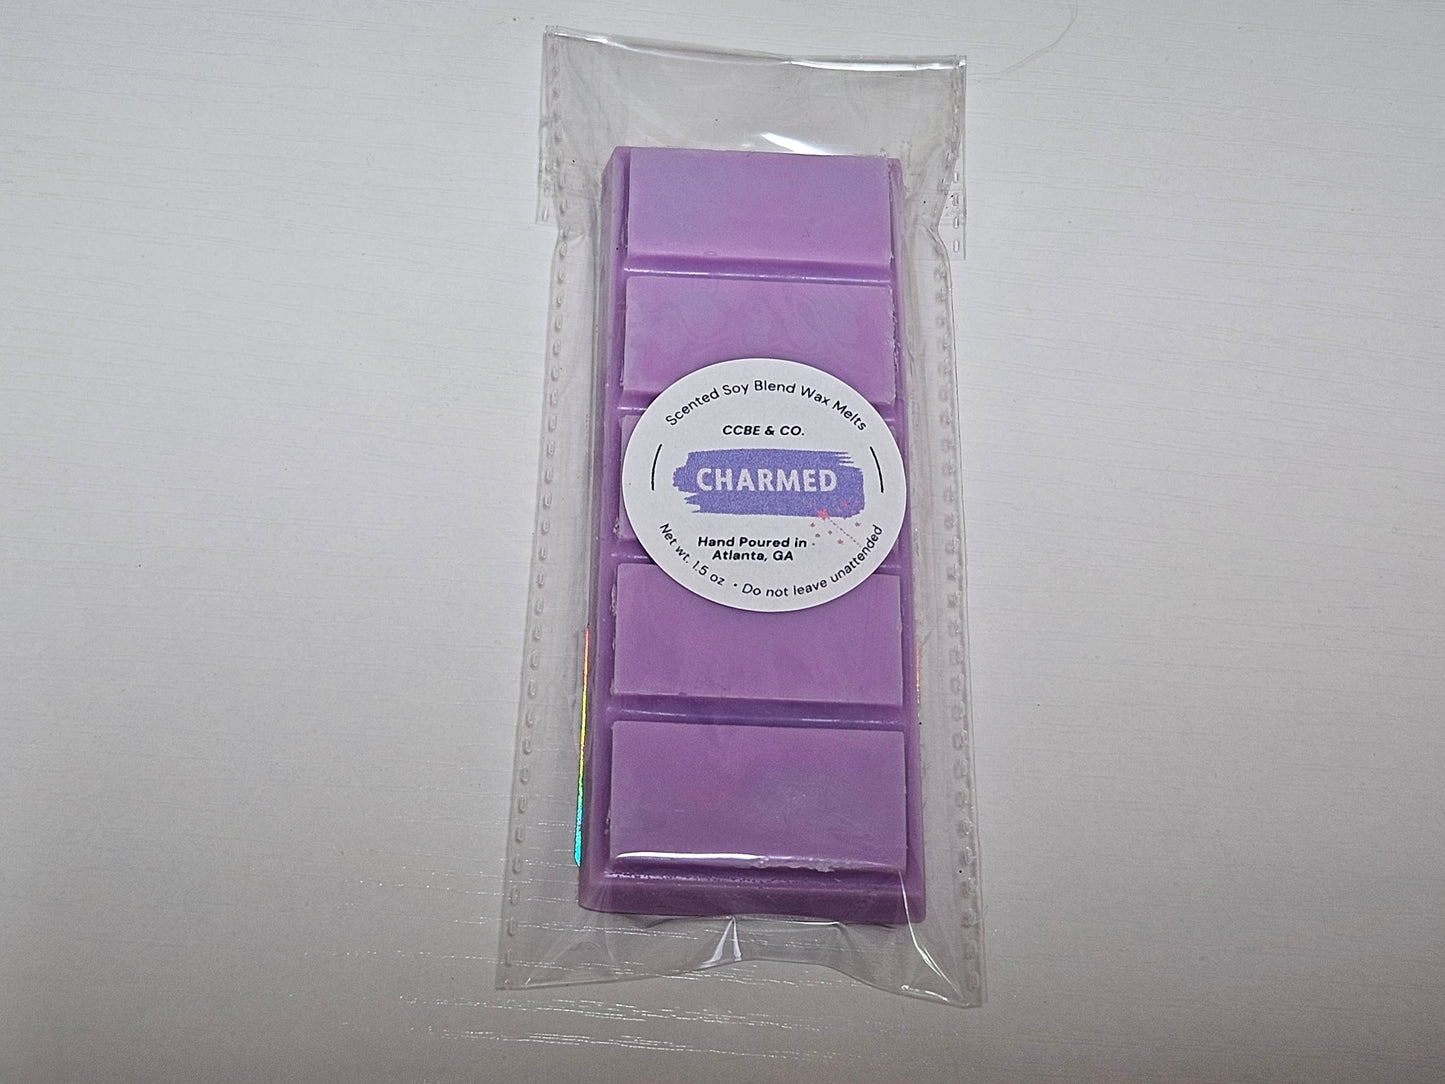 Scented Soy Blend Wax Melts
CCBE & CO.
CHARMED
Hand Poured in
Atlanta, GA
Net wt. 1.5 oz • Do not leave unattended